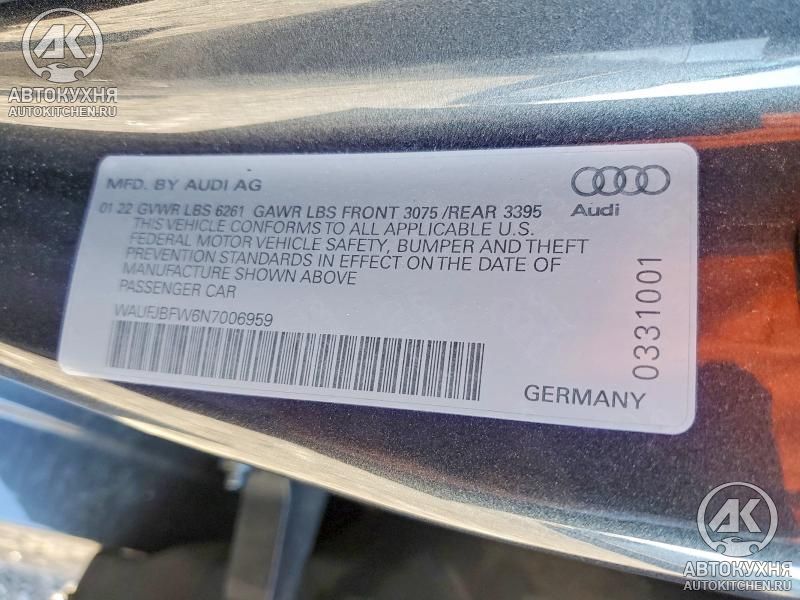 AK
АВТОКУХНЯ
AUTOKITCHEN.RU
MFD. BY AUDI AG
Audi
01 22 GVWR LBS 6261 GAWR LBS FRONT 3075 /REAR 3395
THIS VEHICLE CONFORMS TO ALL APPLICABLE U.S.
FEDERAL MOTOR VEHICLE SAFETY, BUMPER AND THEFT
PREVENTION STANDARDS IN EFFECT ON THE DATE OF
MANUFACTURE SHOWN ABOVE
PASSENGER CAR
WAUFJBFW6N7006959
0331001
GERMANY
AK
АВТОКУХНЯ
AUTOKITCHEN.RU